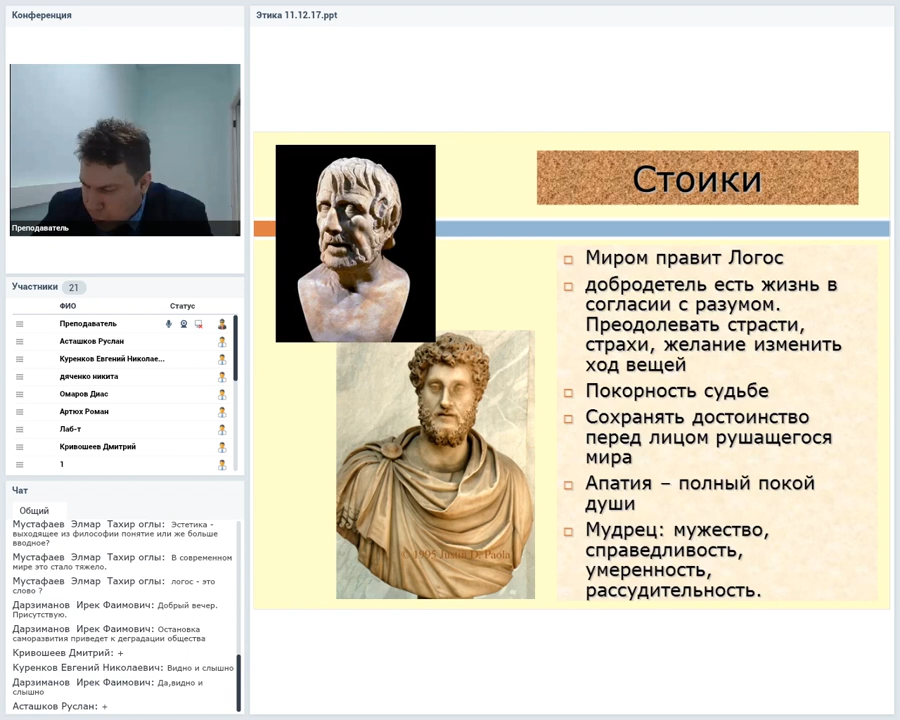 Конференция
Преподаватель
Участники 21
ФИО Статус
Преподаватель
Асташков Руслан
Куренков Евгений Николае...
дяченко никита
Омаров Диас
Артюх Роман
Лаб-т
Кривошеев Дмитрий
1
Чат
Общий
Мустафаев Элмар Тахир оглы: Эстетика -
выходящее из философии понятие или же больше
вводное?
Мустафаев Элмар Тахир оглы: В современном
мире это стало тяжело.
Мустафаев Элмар Тахир оглы: логос - это
слово ?
Дарзиманов Ирек Фаимович: Добрый вечер.
Присутствую.
Дарзиманов Ирек Фаимович: Остановка
саморазвития приведет к деградации общества
Кривошеев Дмитрий: +
Куренков Евгений Николаевич: Видно и слышно
Дарзиманов Ирек Фаимович: Да,видно и
слышно
Асташков Руслан: +
Этика 11.12.17.ppt
Стоики
Миром правит Логос
добродетель есть жизнь в
согласии с разумом.
Преодолевать страсти,
страхи, желание изменить
ход вещей
Покорность судьбе
Сохранять достоинство
перед лицом рушащегося
мира
Апатия – полный покой
души
Мудрец: мужество,
справедливость,
умеренность,
рассудительность.
© 1995 Justin D. Paola